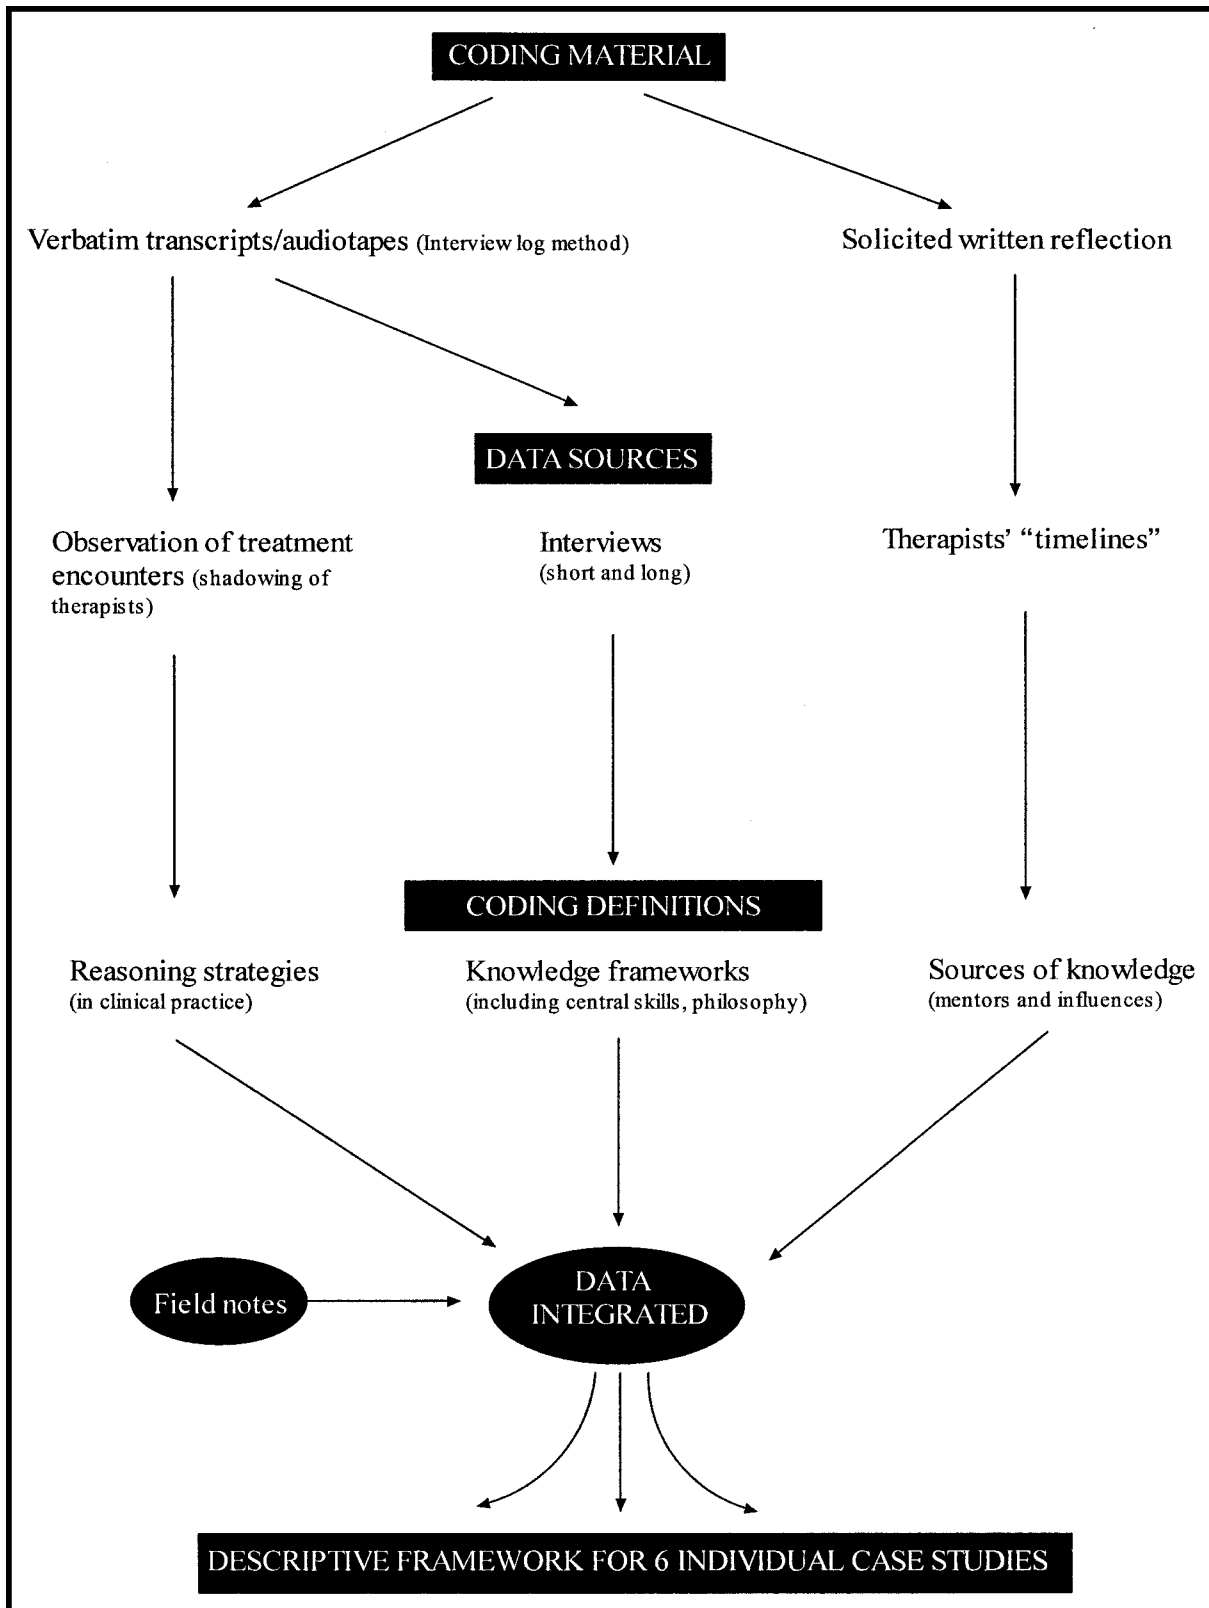 CODING MATERIAL
Verbatim transcripts/audiotapes (Interview log method)
Solicited written reflection
DATA SOURCES
Observation of treatment
encounters (shadowing of
therapists)
Interviews
(short and long)
Therapists’ “timelines”
CODING DEFINITIONS
Reasoning strategies
(in clinical practice)
Knowledge frameworks
(including central skills, philosophy)
Sources of knowledge
(mentors and influences)
Field notes
DATA
INTEGRATED
DESCRIPTIVE FRAMEWORK FOR 6 INDIVIDUAL CASE STUDIES